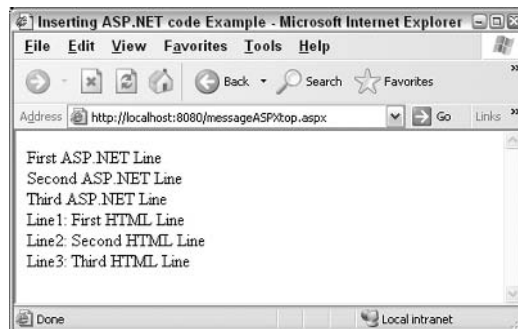 Inserting ASP.NET code Example - Microsoft Internet Explorer
File Edit View Favorites Tools Help
Back Search Favorites
Address http://localhost:8080/messageASPXtop.aspx Go Links
First ASP.NET Line
Second ASP.NET Line
Third ASP.NET Line
Line1: First HTML Line
Line2: Second HTML Line
Line3: Third HTML Line
Done Local intranet